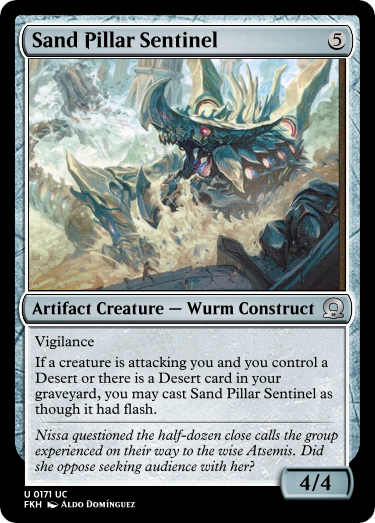 Sand Pillar Sentinel 5
Artifact Creature — Wurm Construct
Vigilance
If a creature is attacking you and you control a
Desert or there is a Desert card in your
graveyard, you may cast Sand Pillar Sentinel as
though it had flash.
Nissa questioned the half-dozen close calls the group
experienced on their way to the wise Atsemis. Did
she oppose seeking audience with her?
4/4
U 0171 UC
FKH Aldo Domínguez